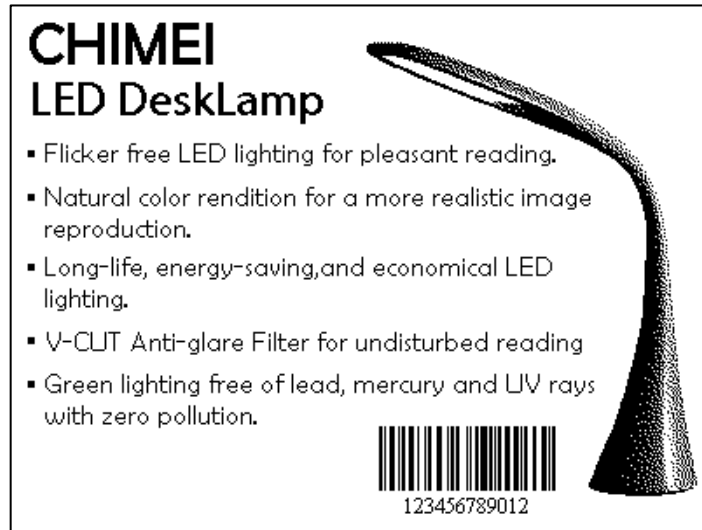 CHIMEI
LED DeskLamp
▪ Flicker free LED lighting for pleasant reading.
▪ Natural color rendition for a more realistic image
reproduction.
▪ Long-life, energy-saving,and economical LED
lighting.
▪ V-CUT Anti-glare Filter for undisturbed reading
▪ Green lighting free of lead, mercury and UV rays
with zero pollution.
123456789012